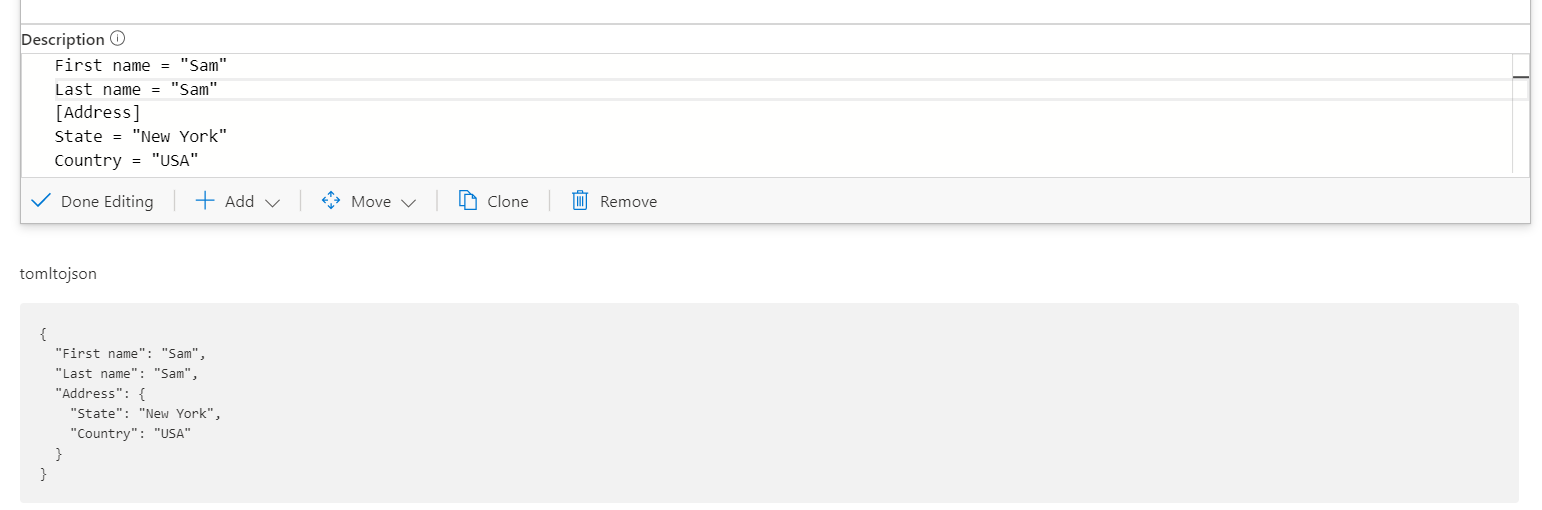 Description
First name = "Sam"
Last name = "Sam"
[Address]
State = "New York"
Country = "USA"
Done Editing Add Move Clone Remove
tomltojson
{
"First name": "Sam",
"Last name": "Sam",
"Address": {
"State": "New York",
"Country": "USA"
}
}